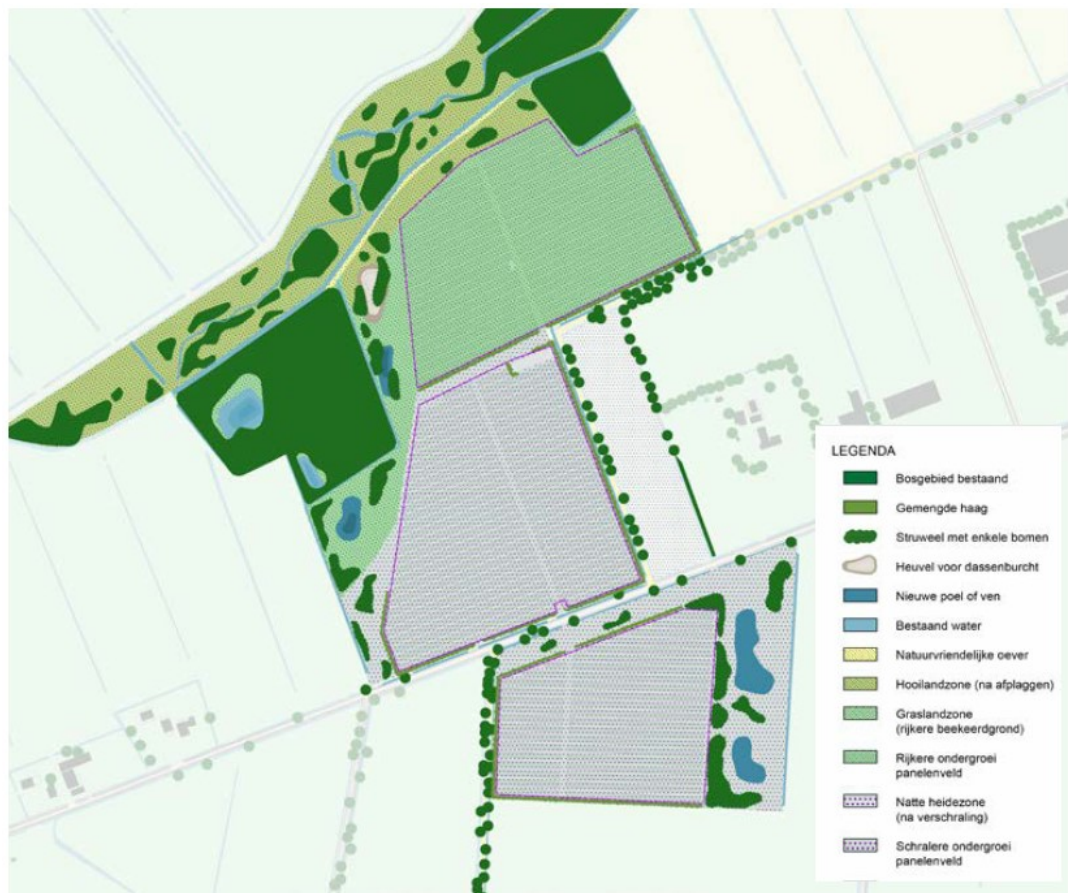 LEGENDA
Bosgebied bestaand
Gemengde haag
Struweel met enkele bomen
Heuvel voor dassenburcht
Nieuwe poel of ven
Bestaand water
Natuurvriendelijke oever
Hooilandzone (na afplaggen)
Graslandzone
(rijkere beekeerdgrond)
Rijkere ondergroei
panelenveld
Natte heidezone
(na verschraling)
Schralere ondergroei
panelenveld